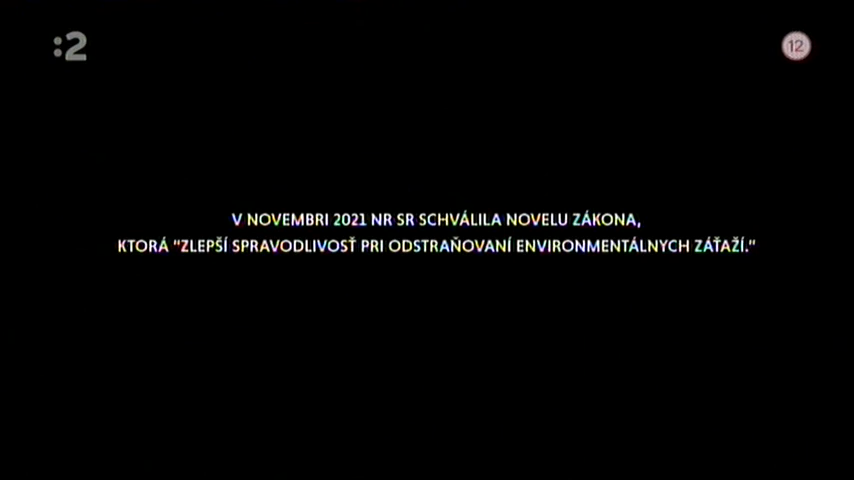 :2
12
V NOVEMBRI 2021 NR SR SCHVÁLILA NOVELU ZÁKONA,
KTORÁ "ZLEPŠÍ SPRAVODLIVOSŤ PRI ODSTRAŇOVANÍ ENVIRONMENTÁLNYCH ZÁŤAŽÍ."